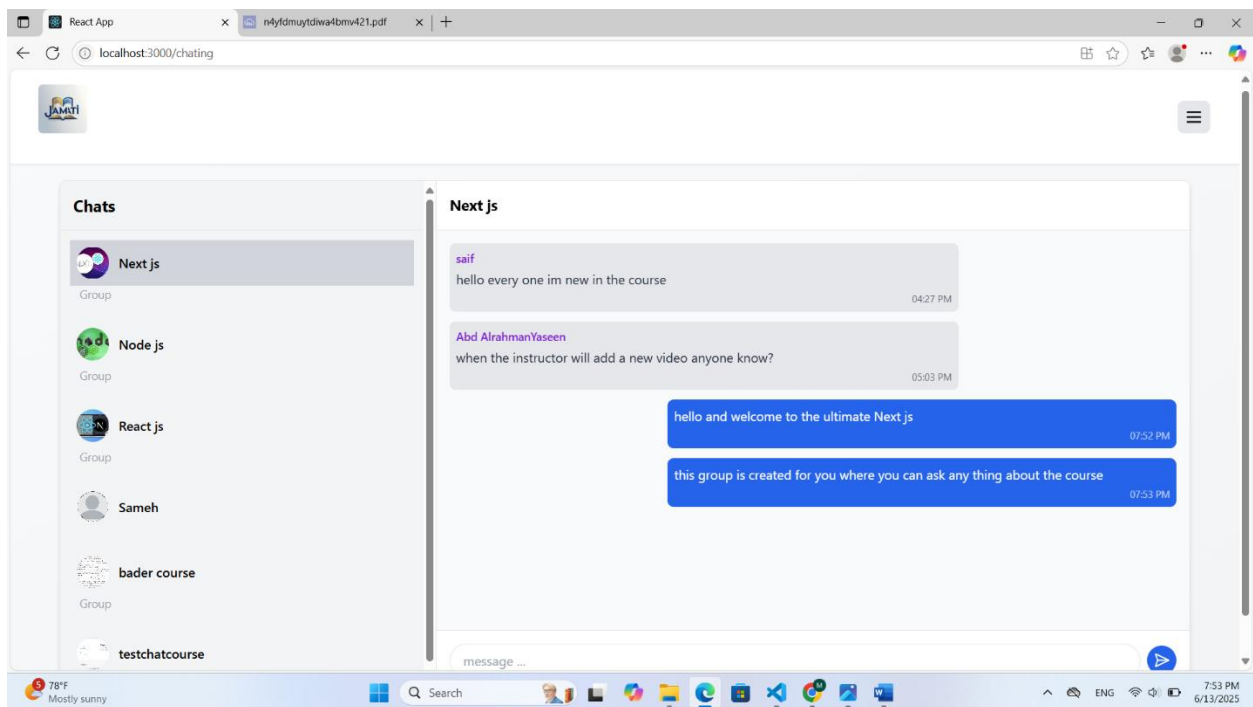 React App
n4yfdmuytdiwa4bmv421.pdf
localhost:3000/chating
JAMITI
Chats
Next js
Group
Node js
Group
React js
Group
Sameh
bader course
Group
testchatcourse
Next js
saif
hello every one im new in the course
04:27 PM
Abd AlrahmanYaseen
when the instructor will add a new video anyone know?
05:03 PM
hello and welcome to the ultimate Next js
07:52 PM
this group is created for you where you can ask any thing about the course
07:53 PM
message ...
5
78°F
Mostly sunny
Search
ENG
7:53 PM
6/13/2025